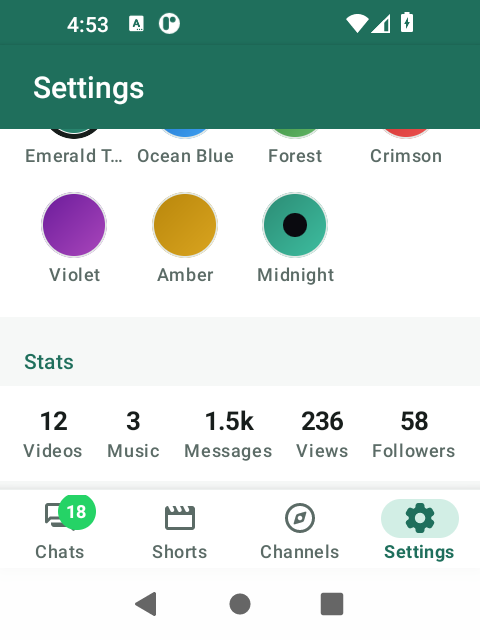 4:53
Settings
Emerald T... Ocean Blue Forest Crimson
Violet Amber Midnight
Stats
12 3 1.5k 236 58
Videos Music Messages Views Followers
18
Chats Shorts Channels Settings